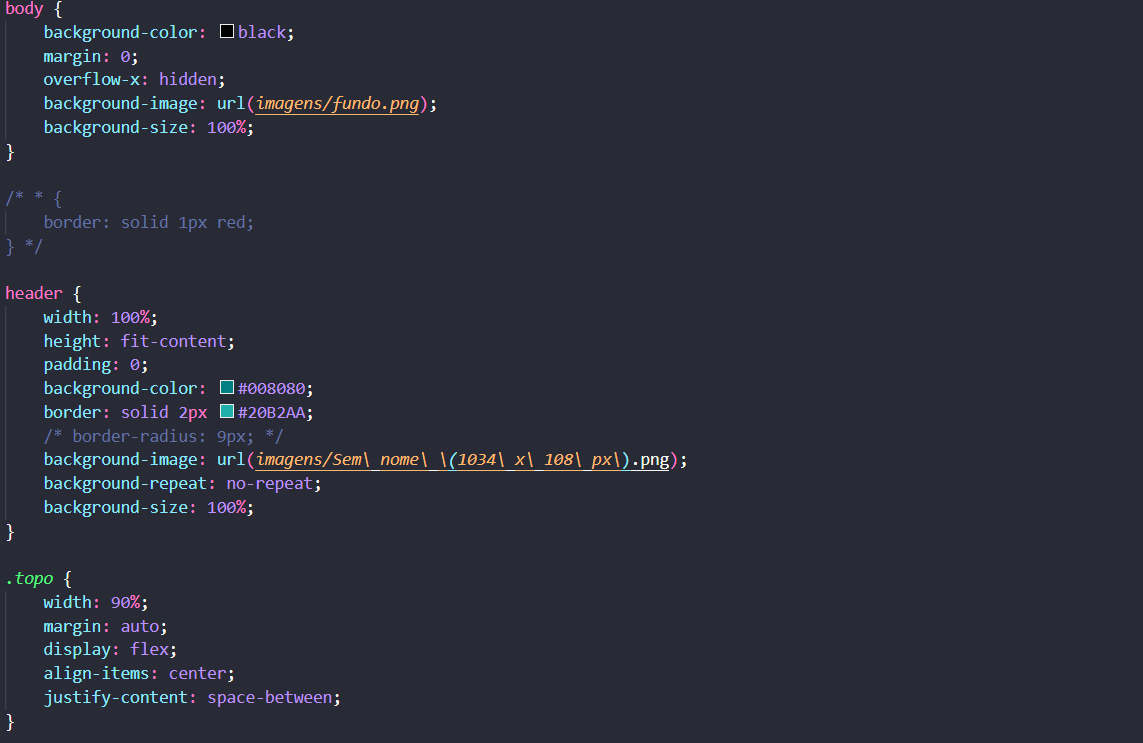 body {
    background-color: black;
    margin: 0;
    overflow-x: hidden;
    background-image: url(imagens/fundo.png);
    background-size: 100%;
}

/* * {
    border: solid 1px red;
} */

header {
    width: 100%;
    height: fit-content;
    padding: 0;
    background-color: #008080;
    border: solid 2px #20B2AA;
    /* border-radius: 9px; */
    background-image: url(imagens/Sem\ nome\ \(1034\ x\ 108\ px\).png);
    background-repeat: no-repeat;
    background-size: 100%;
}

.topo {
    width: 90%;
    margin: auto;
    display: flex;
    align-items: center;
    justify-content: space-between;
}